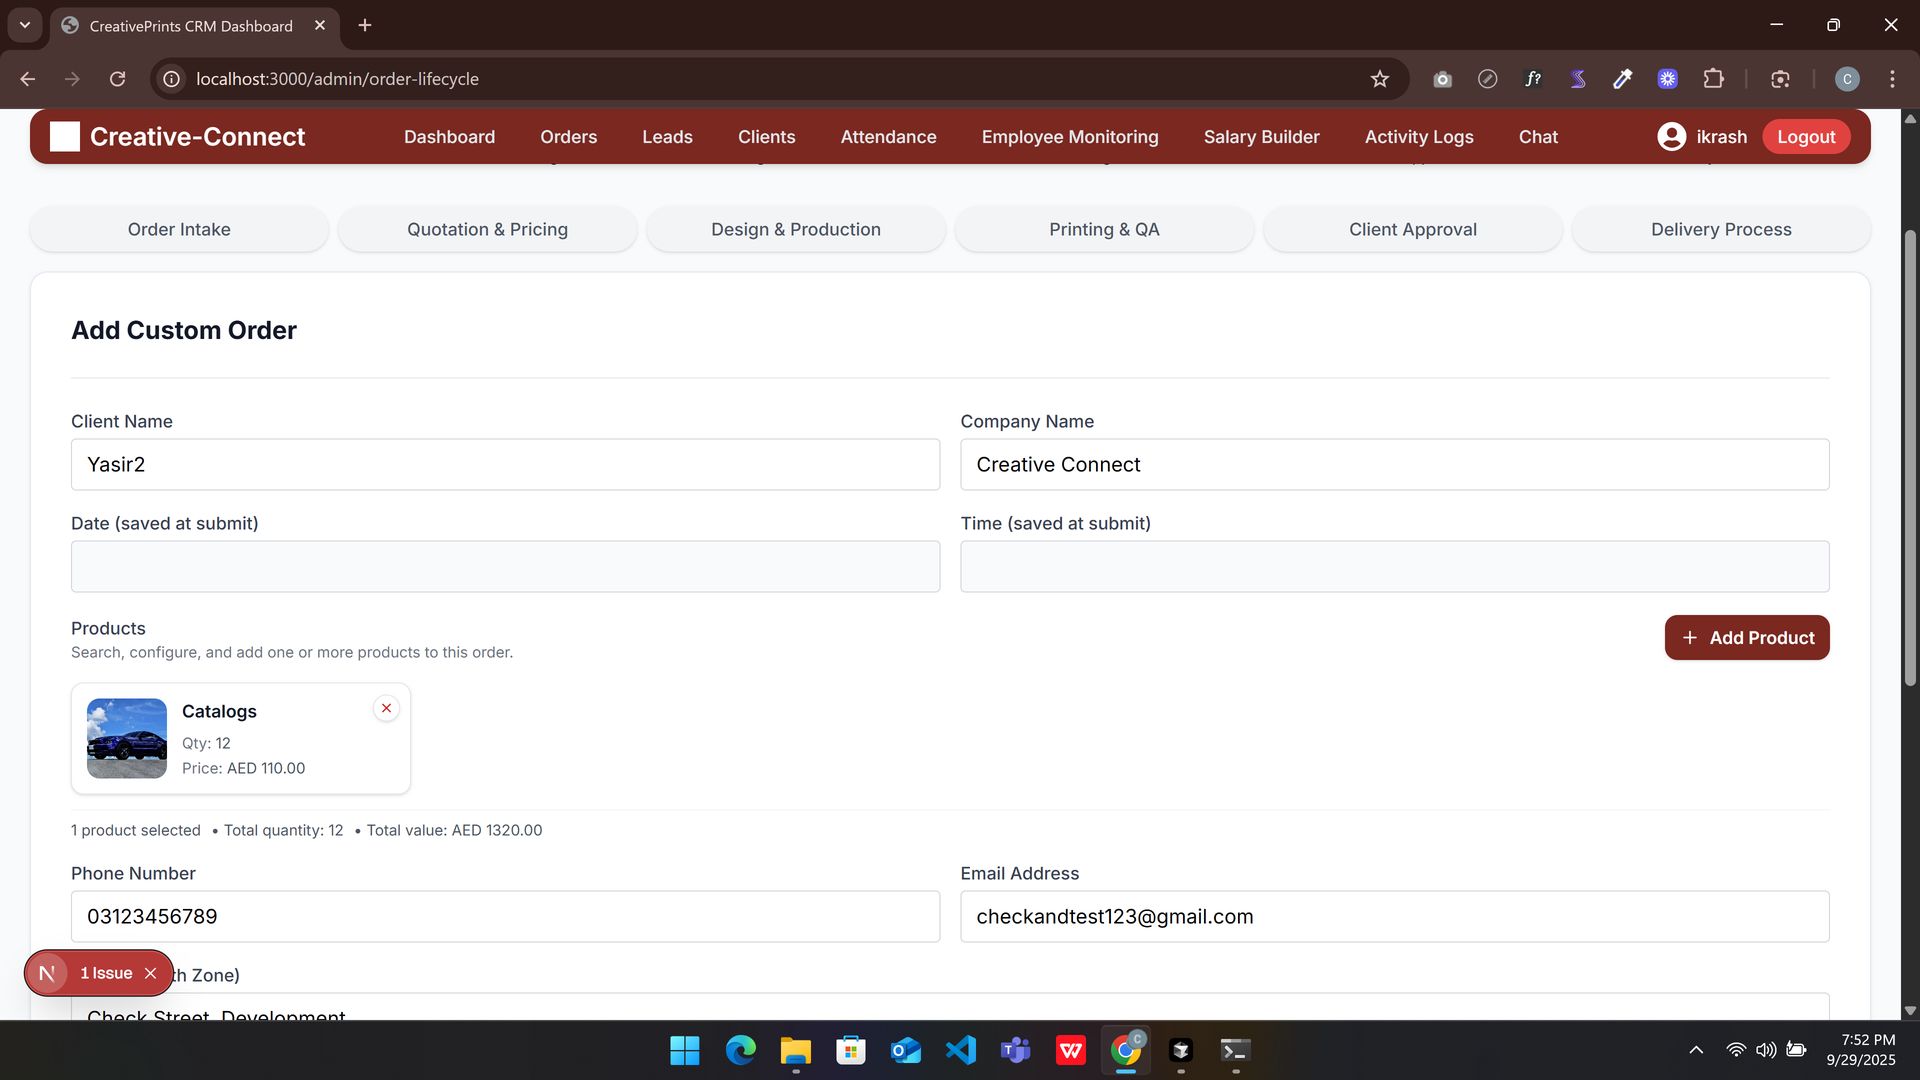 CreativePrints CRM Dashboard
localhost:3000/admin/order-lifecycle
f?
C
Creative-Connect
Dashboard
Orders
Leads
Clients
Attendance
Employee Monitoring
Salary Builder
Activity Logs
Chat
ikrash
Logout
Order Intake
Quotation & Pricing
Design & Production
Printing & QA
Client Approval
Delivery Process
Add Custom Order
Client Name
Company Name
Yasir2
Creative Connect
Date (saved at submit)
Time (saved at submit)
Products
Search, configure, and add one or more products to this order.
+ Add Product
Catalogs
Qty: 12
Price: AED 110.00
1 product selected • Total quantity: 12 • Total value: AED 1320.00
Phone Number
Email Address
03123456789
checkandtest123@gmail.com
N 1 Issue
th Zone)
Check Street, Development
7:52 PM
9/29/2025